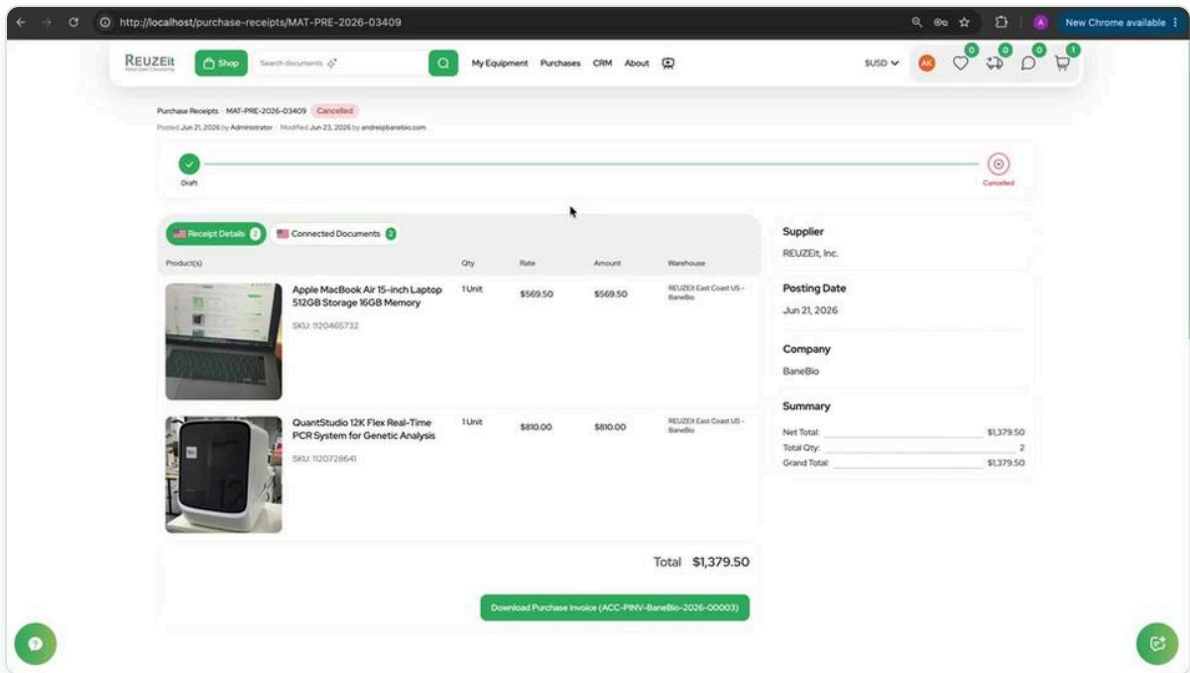 http://localhost/purchase-receipts/MAT-PRE-2026-03409
New Chrome available
A
REUZEit
Shop
Search documents
My Equipment Purchases CRM About
$USD
AK
0
0
0
1
Purchase Receipts · MAT-PRE-2026-03409 Cancelled
Posted Jun 21, 2026 by Administrator · Modified Jun 23, 2026 by andrei@banebio.com
Draft
Cancelled
Receipt Details 2
Connected Documents 2
Product(s) Qty Rate Amount Warehouse
Apple MacBook Air 15-inch Laptop
512GB Storage 16GB Memory
SKU: 1120465732
1 Unit
$569.50
$569.50
REUZEit East Coast US -
BaneBio
QuantStudio 12K Flex Real-Time
PCR System for Genetic Analysis
SKU: 1120728641
1 Unit
$810.00
$810.00
REUZEit East Coast US -
BaneBio
12
Total $1,379.50
Download Purchase Invoice (ACC-PINV-BaneBio-2026-00003)
Supplier
REUZEit, Inc.
Posting Date
Jun 21, 2026
Company
BaneBio
Summary
Net Total: $1,379.50
Total Qty: 2
Grand Total: $1,379.50